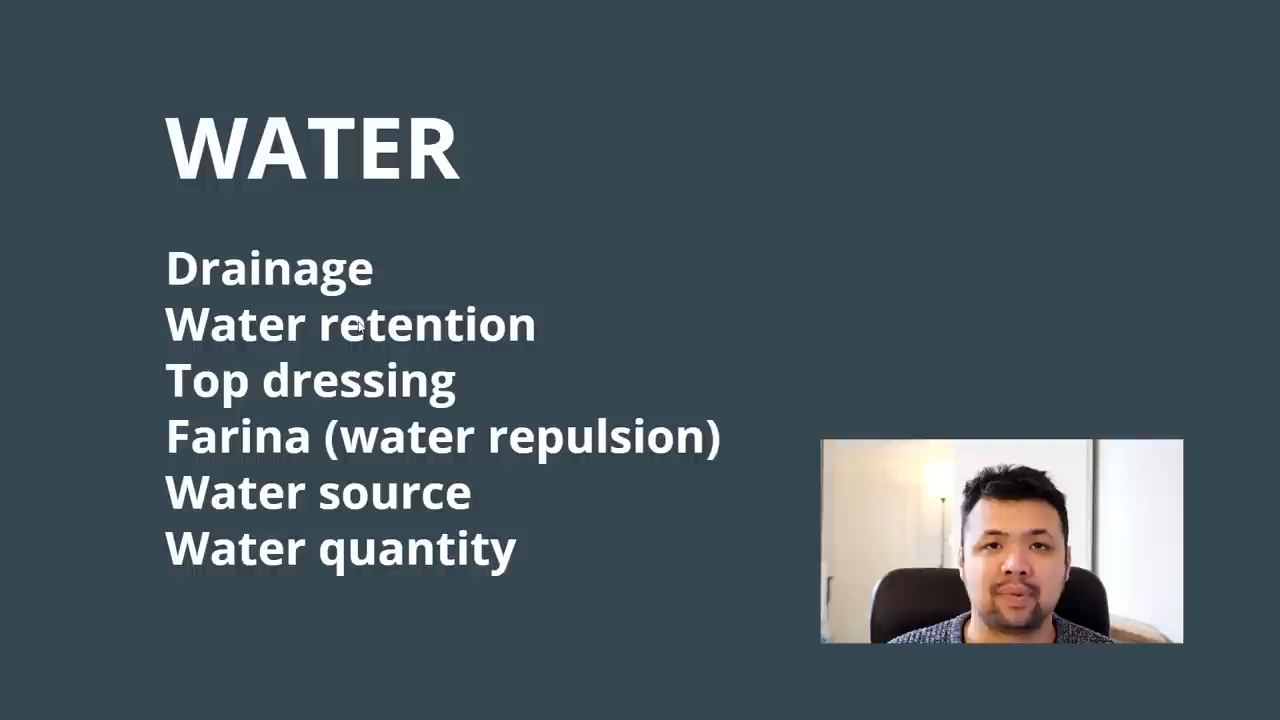 WATER
Drainage
Water retention
Top dressing
Farina (water repulsion)
Water source
Water quantity